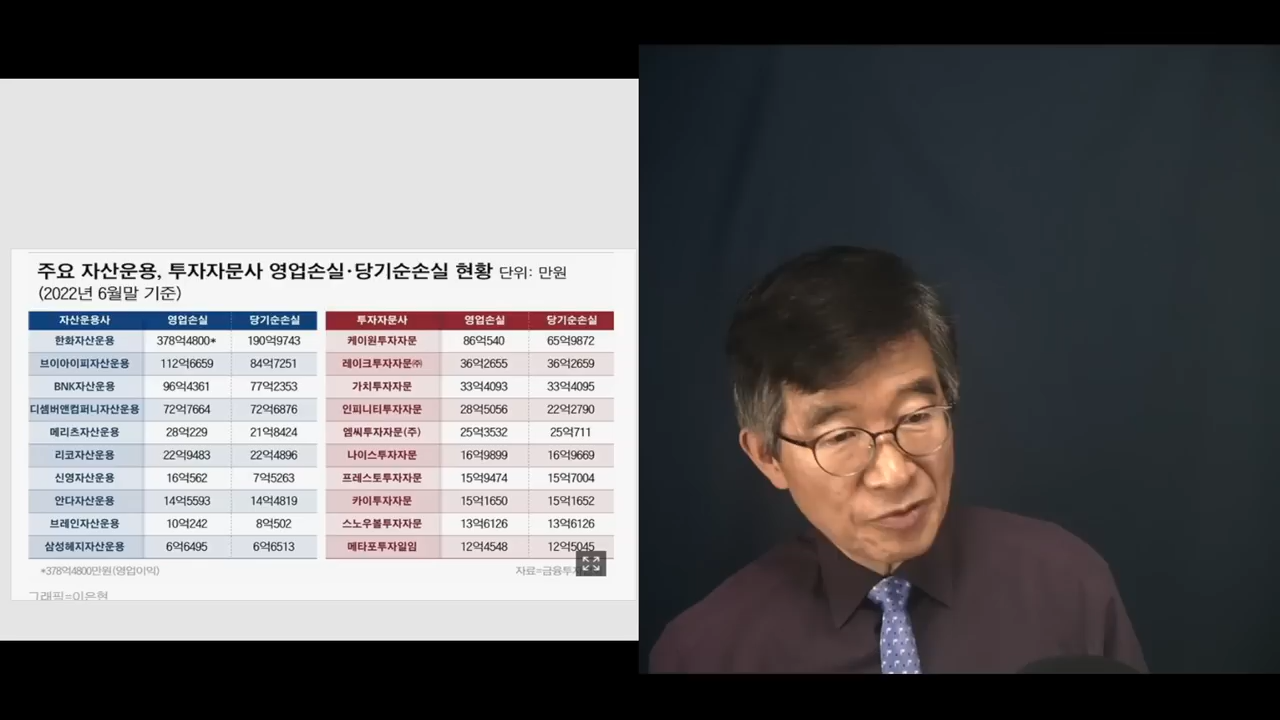 주요 자산운용, 투자자문사 영업손실·당기순손실 현황 단위: 만원
(2022년 6월말 기준)
자산운용사 영업손실 당기순손실
한화자산운용 378억4800* 190억9743
브이아이피자산운용 112억6659 84억7251
BNK자산운용 96억4361 77억2353
디셈버앤컴퍼니자산운용 72억7664 72억6876
메리츠자산운용 28억229 21억8424
리코자산운용 22억9483 22억4896
신영자산운용 16억562 7억5263
안다자산운용 14억5593 14억4819
브레인자산운용 10억242 8억502
삼성헤지자산운용 6억6495 6억6513
*378억4800만원(영업이익)
투자자문사 영업손실 당기순손실
케이원투자자문 86억540 65억9872
레이크투자자문㈜ 36억2655 36억2659
가치투자자문 33억4093 33억4095
인피니티투자자문 28억5056 22억2790
엠씨투자자문(주) 25억3532 25억711
나이스투자자문 16억9899 16억9669
프레스토투자자문 15억9474 15억7004
카이투자자문 15억1650 15억1652
스노우볼투자자문 13억6126 13억6126
메타포투자일임 12억4548 12억5045
자료=금융투
그래픽=이은현